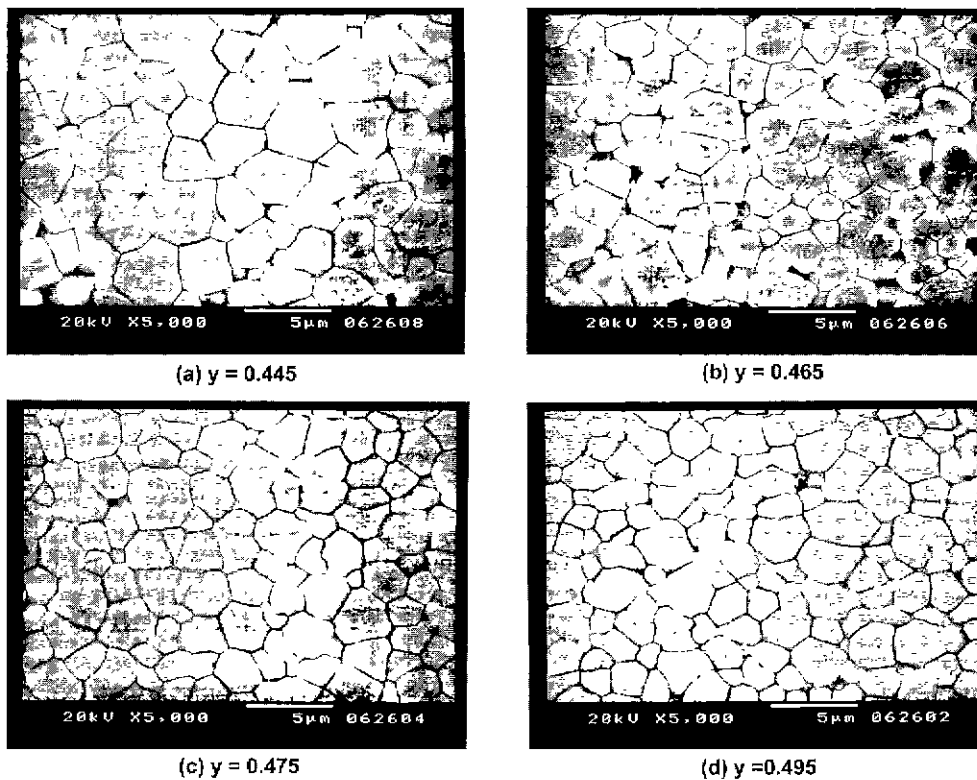 20kV X5,000 5µm 062608
(a) y = 0.445
20kV X5,000 5µm 062606
(b) y = 0.465
20kV X5,000 5µm 062604
(c) y = 0.475
20kV X5,000 5µm 062602
(d) y =0.495